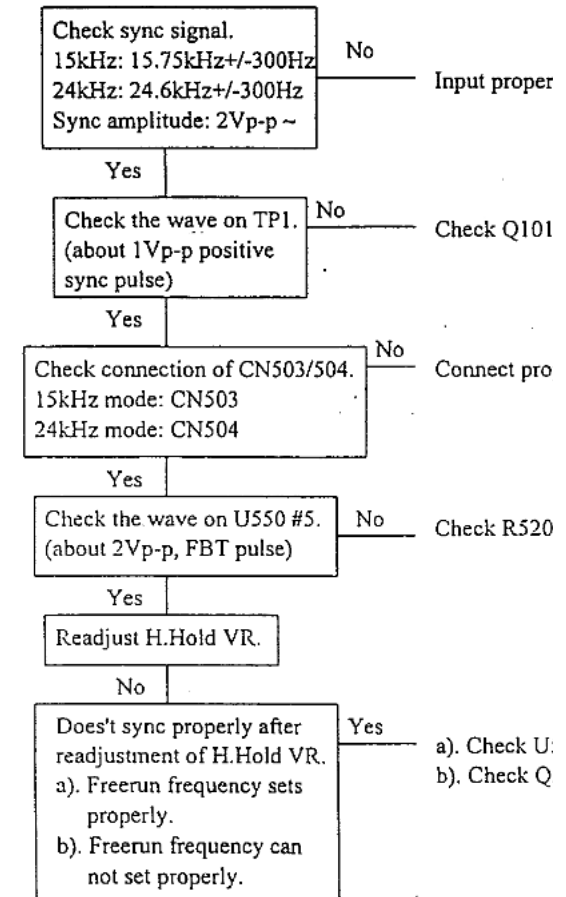 Check sync signal.
15kHz: 15.75kHz+/-300Hz
24kHz: 24.6kHz+/-300Hz
Sync amplitude: 2Vp-p ~
No
Input proper
Yes
Check the wave on TP1.
(about 1Vp-p positive
sync pulse)
No
Check Q101
Yes
Check connection of CN503/504.
15kHz mode: CN503
24kHz mode: CN504
No
Connect pro
Yes
Check the wave on U550 #5.
(about 2Vp-p, FBT pulse)
No
Check R520
Yes
Readjust H.Hold VR.
No
Does't sync properly after
readjustment of H.Hold VR.
a). Freerun frequency sets
properly.
b). Freerun frequency can
not set properly.
Yes
a). Check U
b). Check Q